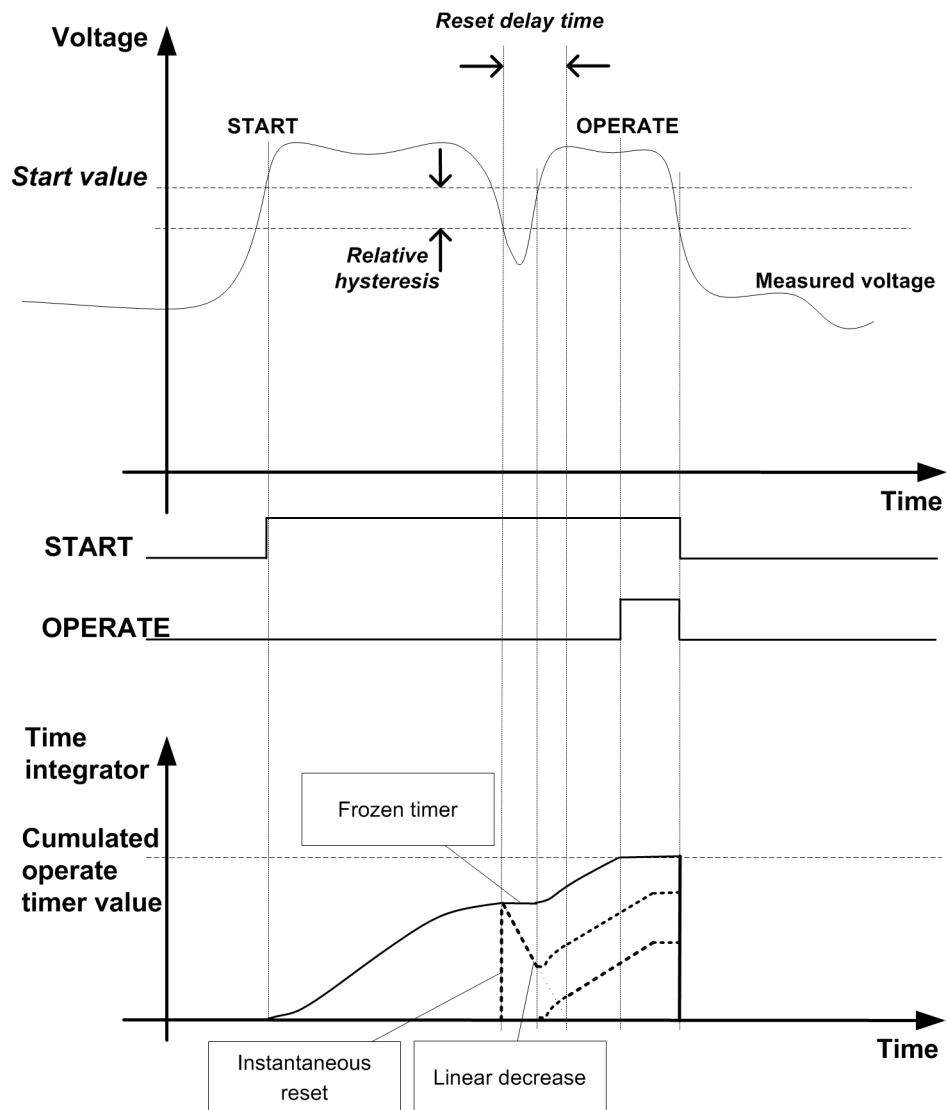 Reset delay time
Voltage
START
OPERATE
Start value
Relative
hysteresis
Measured voltage
Time
START
OPERATE
Time
integrator
Frozen timer
Cumulated
operate
timer value
Time
Instantaneous
reset
Linear decrease